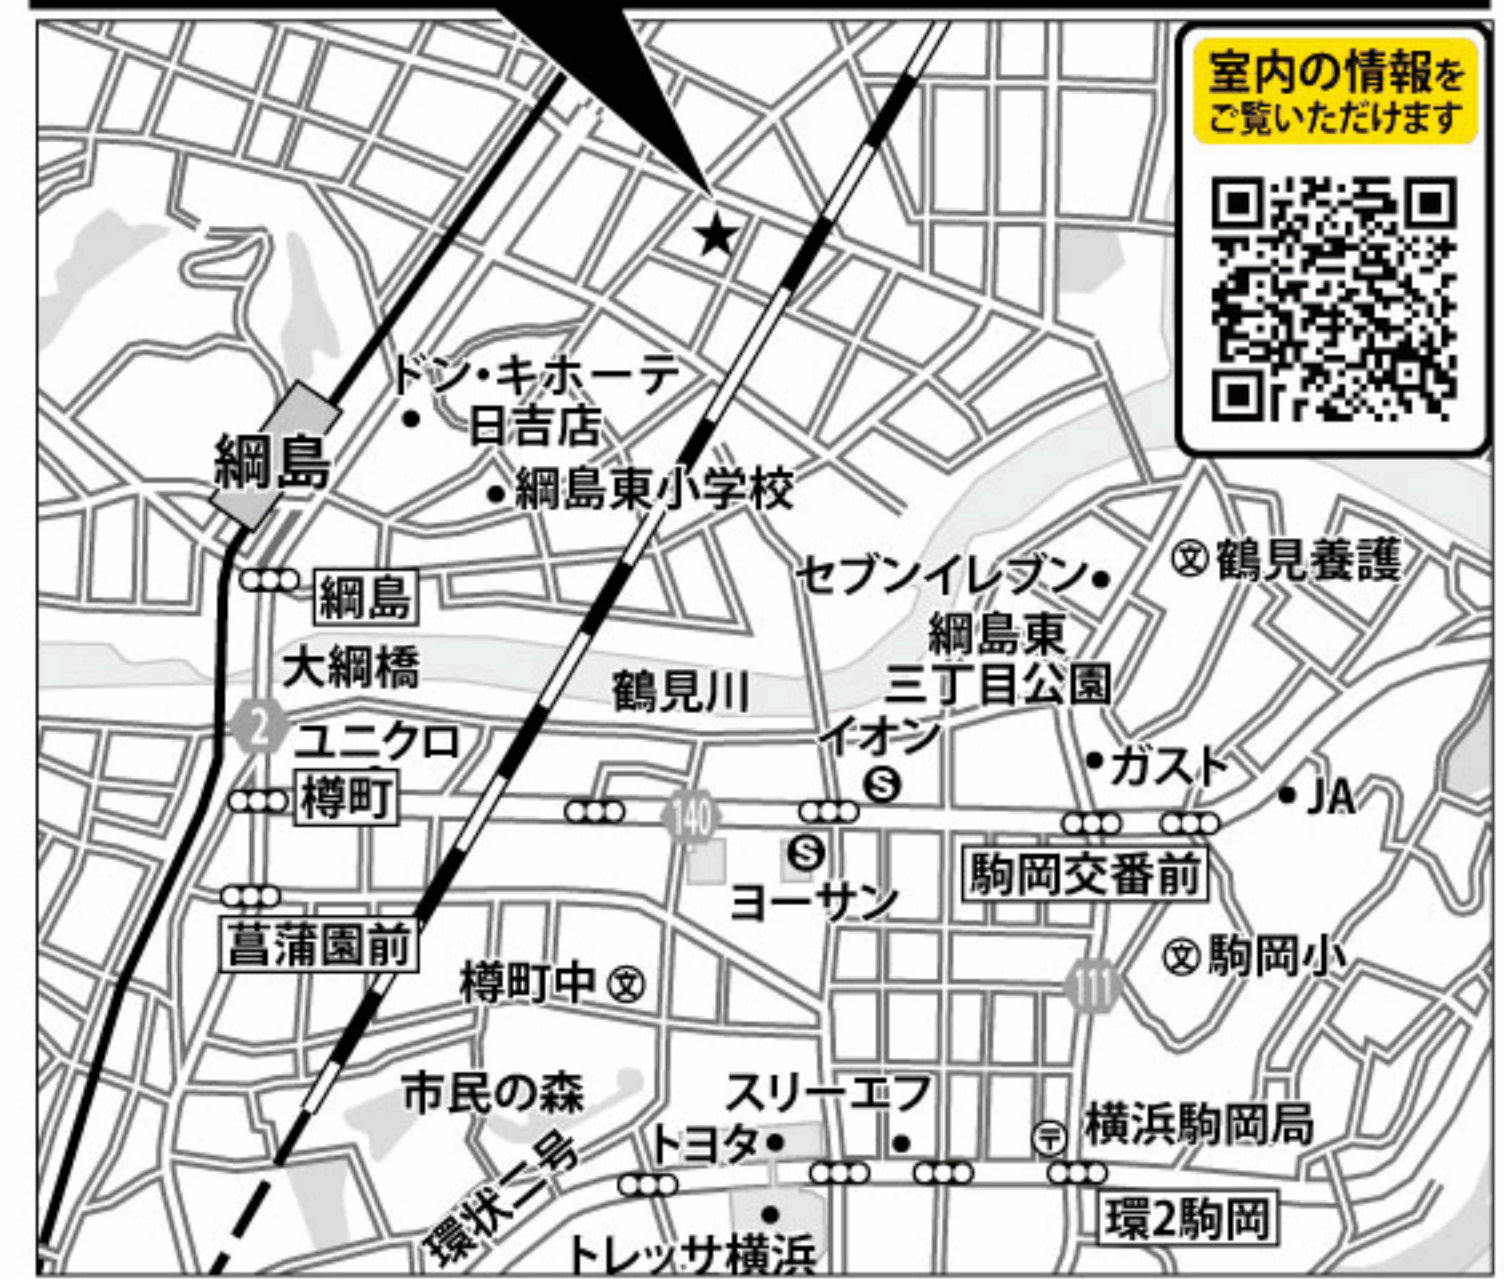 室内の情報を
ご覧いただけます
ドン・キホーテ
日吉店
綱島
綱島東小学校
セブンイレブン
鶴見養護
綱島
綱島東
三丁目公園
大綱橋
鶴見川
2
ユニクロ
イオン
S
ガスト
樽町
140
JA
S
ヨーサン
駒岡交番前
菖蒲園前
樽町中
文
文
駒岡小
文
111
市民の森
スリーエフ
トヨタ
〒
横浜駒岡局
環状二号
環2駒岡
トレッサ横浜